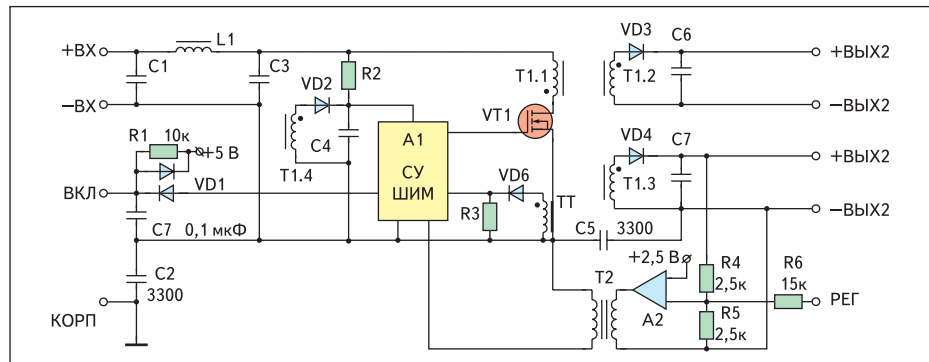 +ВХ
L1
C1
C3
–ВХ
R2
VD2
C4
T1.4
T1.1
VD3
C6
+ВЫХ2
T1.2
–ВЫХ2
VT1
R1
10к
+5 В
VD1
ВКЛ
A1
СУ
ШИМ
VD4
C7
+ВЫХ2
T1.3
–ВЫХ2
R3
VD6
TT
C7
0,1 мкФ
C5
3300
C2
3300
КОРП
+2,5 В
T2
A2
R4
2,5к
R5
2,5к
R6
15к
РЕГ